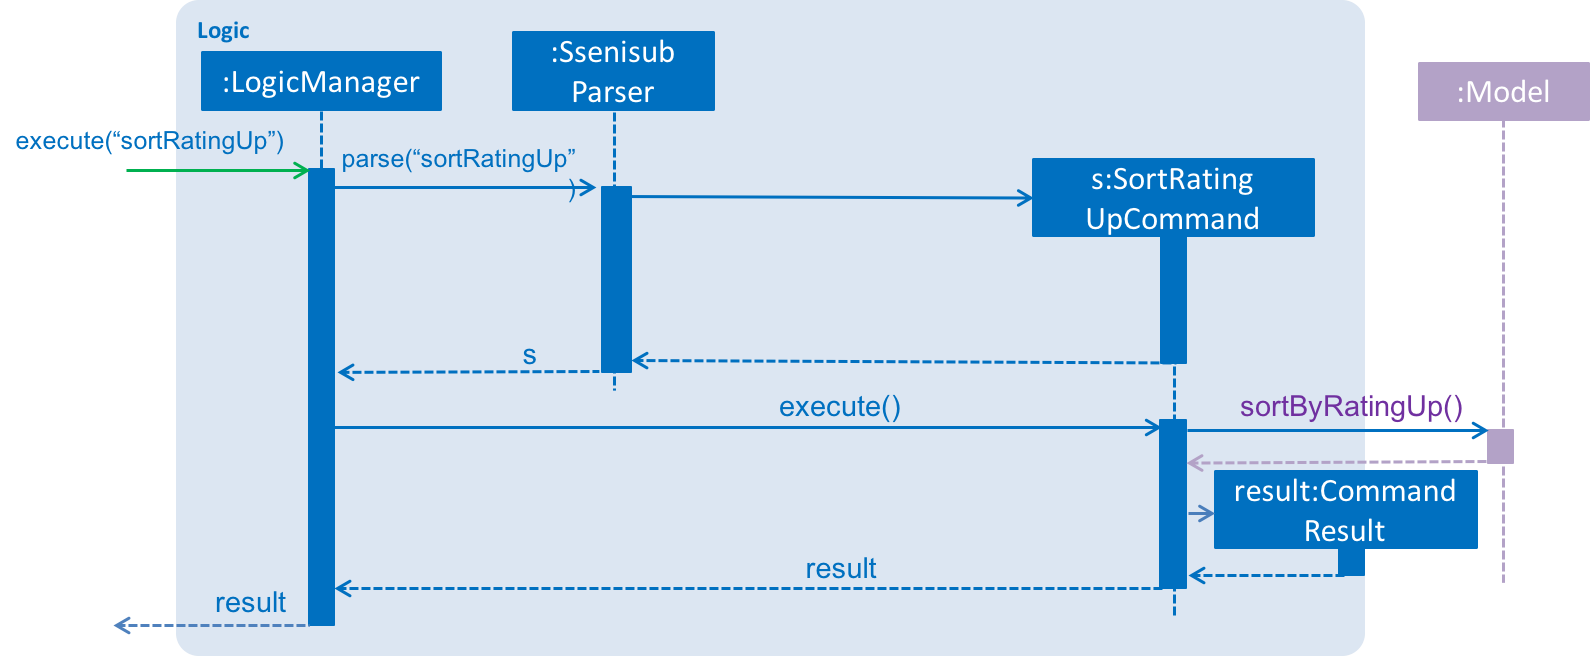 Logic
:LogicManager
:Ssenisub
Parser
:Model
execute(“sortRatingUp”)
parse(“sortRatingUp”
)
s:SortRating
UpCommand
s
execute()
sortByRatingUp()
result:Command
Result
result
result